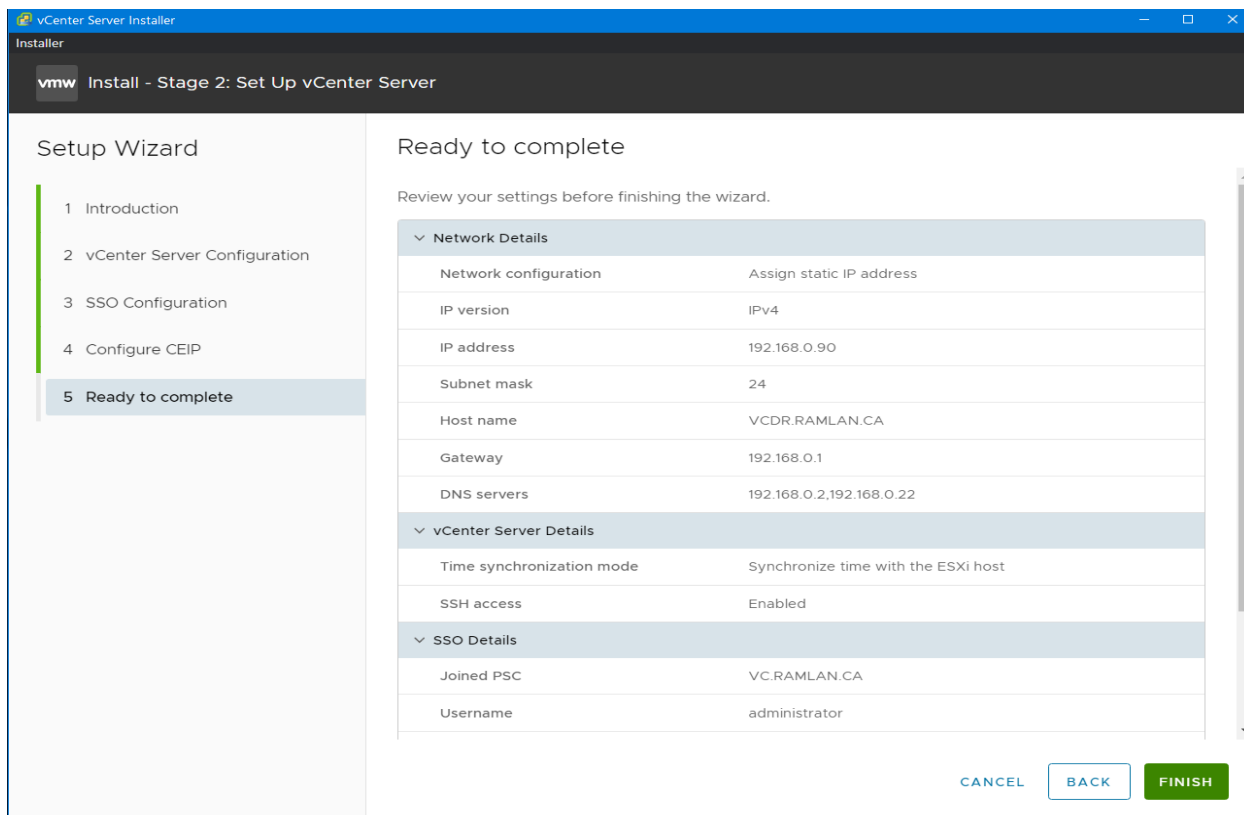 vCenter Server Installer
Installer
vmw Install - Stage 2: Set Up vCenter Server
Setup Wizard
1 Introduction
2 vCenter Server Configuration
3 SSO Configuration
4 Configure CEIP
5 Ready to complete
Ready to complete
Review your settings before finishing the wizard.
Network Details
Network configuration Assign static IP address
IP version IPv4
IP address 192.168.0.90
Subnet mask 24
Host name VCDR.RAMLAN.CA
Gateway 192.168.0.1
DNS servers 192.168.0.2,192.168.0.22
vCenter Server Details
Time synchronization mode Synchronize time with the ESXi host
SSH access Enabled
SSO Details
Joined PSC VC.RAMLAN.CA
Username administrator
CANCEL BACK FINISH